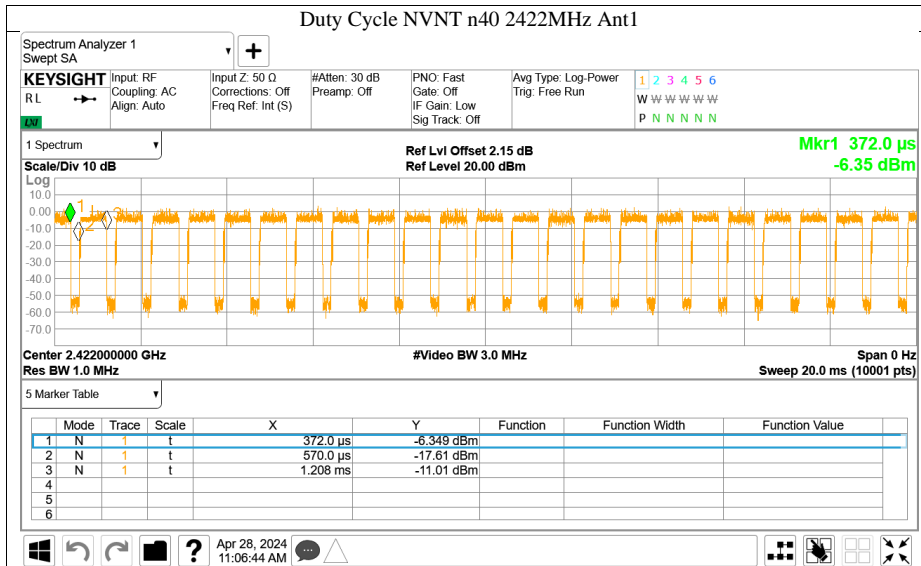 Duty Cycle NVNT n40 2422MHz Ant1
Spectrum Analyzer 1
Swept SA
KEYSIGHT
R L
LXI
Input: RF
Coupling: AC
Align: Auto
Input Z: 50 Ω
Corrections: Off
Freq Ref: Int (S)
#Atten: 30 dB
Preamp: Off
PNO: Fast
Gate: Off
IF Gain: Low
Sig Track: Off
Avg Type: Log-Power
Trig: Free Run
1 2 3 4 5 6
W W W W W W
P N N N N N
1 Spectrum
Scale/Div 10 dB
Ref Lvl Offset 2.15 dB
Ref Level 20.00 dBm
Mkr1 372.0 µs
-6.35 dBm
Log
10.0
0.00
-10.0
-20.0
-30.0
-40.0
-50.0
-60.0
-70.0
1
2
3
Center 2.422000000 GHz
#Video BW 3.0 MHz
Span 0 Hz
Res BW 1.0 MHz
Sweep 20.0 ms (10001 pts)
5 Marker Table
Mode Trace Scale X Y Function Function Width Function Value
1 N 1 t 372.0 µs -6.349 dBm
2 N 1 t 570.0 µs -17.61 dBm
3 N 1 t 1.208 ms -11.01 dBm
4
5
6
?
Apr 28, 2024
11:06:44 AM